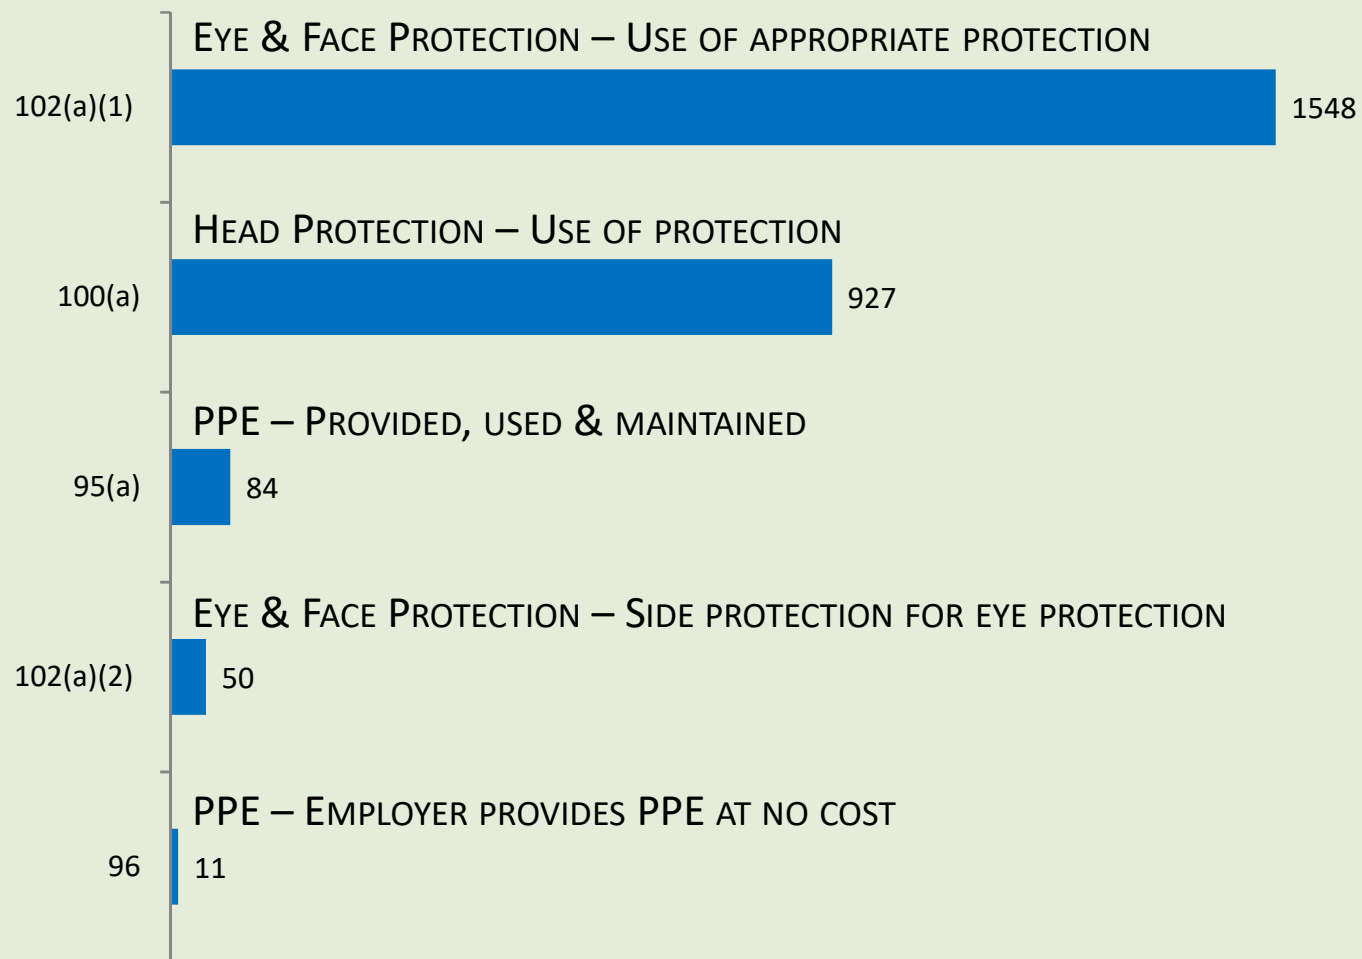 EYE & FACE PROTECTION – USE OF APPROPRIATE PROTECTION
102(a)(1)
1548
HEAD PROTECTION – USE OF PROTECTION
100(a)
927
PPE – PROVIDED, USED & MAINTAINED
95(a)
84
EYE & FACE PROTECTION – SIDE PROTECTION FOR EYE PROTECTION
102(a)(2)
50
PPE – EMPLOYER PROVIDES PPE AT NO COST
96
11